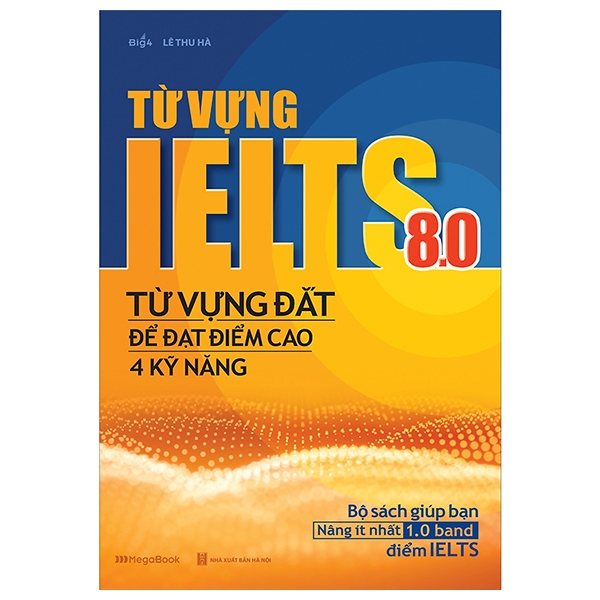 Big4 LÊ THU HÀ
TỪ VỰNG
IELTS 8.0
TỪ VỰNG ĐẤT
ĐỂ ĐẠT ĐIỂM CAO
4 KỸ NĂNG
Bộ sách giúp bạn
Nâng ít nhất 1.0 band
điểm IELTS
MegaBook NHÀ XUẤT BẢN HÀ NỘI